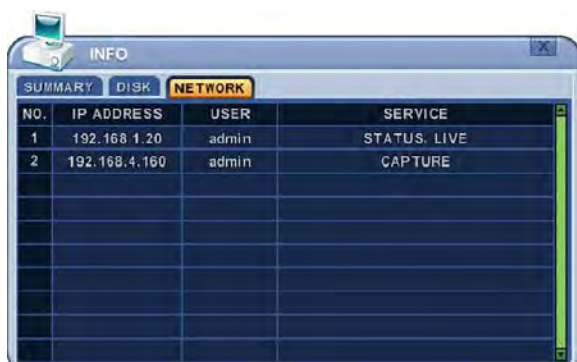 INFO
X
SUMMARY DISK NETWORK
NO. IP ADDRESS USER SERVICE
1 192.168.1.20 admin STATUS, LIVE
2 192.168.4.160 admin CAPTURE